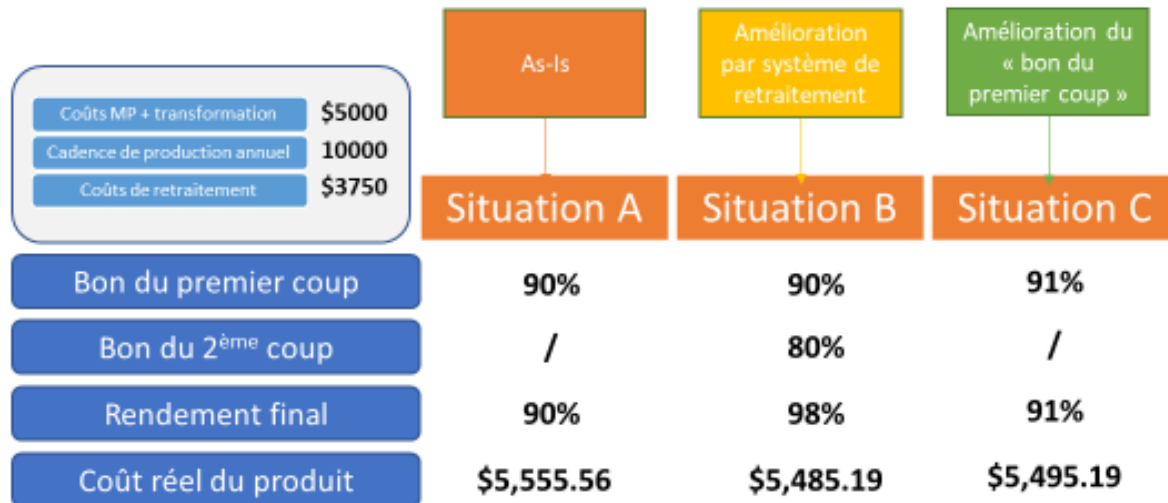 As-Is
Amélioration
par système de
retraitement
Amélioration du
« bon du
premier coup »
Coûts MP + transformation $5000
Cadence de production annuel 10000
Coûts de retraitement $3750
Situation A Situation B Situation C
Bon du premier coup 90% 90% 91%
Bon du 2ème coup / 80% /
Rendement final 90% 98% 91%
Coût réel du produit $5,555.56 $5,485.19 $5,495.19